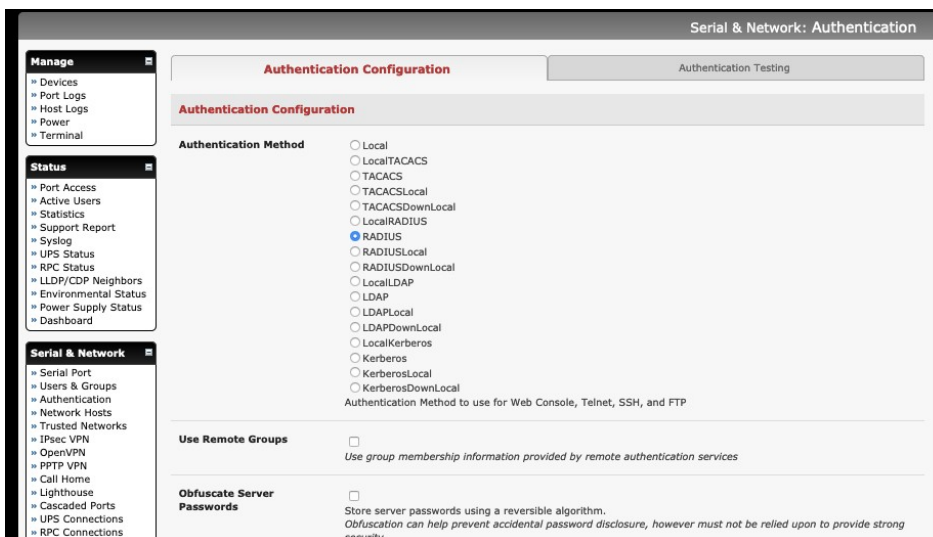 Serial & Network: Authentication
Manage
» Devices
» Port Logs
» Host Logs
» Power
» Terminal
Status
» Port Access
» Active Users
» Statistics
» Support Report
» Syslog
» UPS Status
» RPC Status
» LLDP/CDP Neighbors
» Environmental Status
» Power Supply Status
» Dashboard
Serial & Network
» Serial Port
» Users & Groups
» Authentication
» Network Hosts
» Trusted Networks
» IPsec VPN
» OpenVPN
» PPTP VPN
» Call Home
» Lighthouse
» Cascaded Ports
» UPS Connections
» RPC Connections
Authentication Configuration
Authentication Testing
Authentication Configuration
Authentication Method
Local
LocalTACACS
TACACS
TACACSLocal
TACACSDownLocal
LocalRADIUS
RADIUS
RADIUSLocal
RADIUSDownLocal
LocalLDAP
LDAP
LDAPLocal
LDAPDownLocal
LocalKerberos
Kerberos
KerberosLocal
KerberosDownLocal
Authentication Method to use for Web Console, Telnet, SSH, and FTP
Use Remote Groups
Use group membership information provided by remote authentication services
Obfuscate Server
Passwords
Store server passwords using a reversible algorithm.
Obfuscation can help prevent accidental password disclosure, however must not be relied upon to provide strong
security